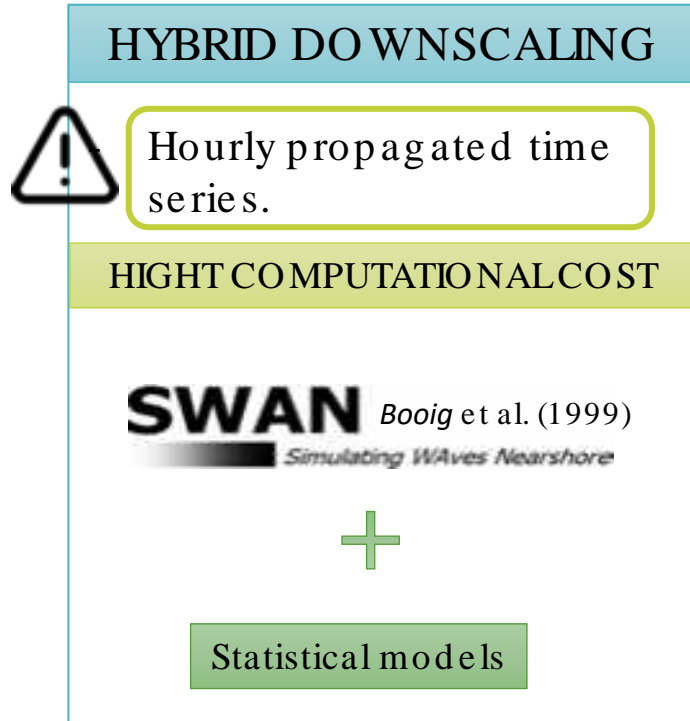 HYBRID DOWNSCALING
Hourly propagated time
series.
HIGHT COMPUTATIONAL COST
SWAN Booig et al. (1999)
Simulating WAves Nearshore
+
Statistical models